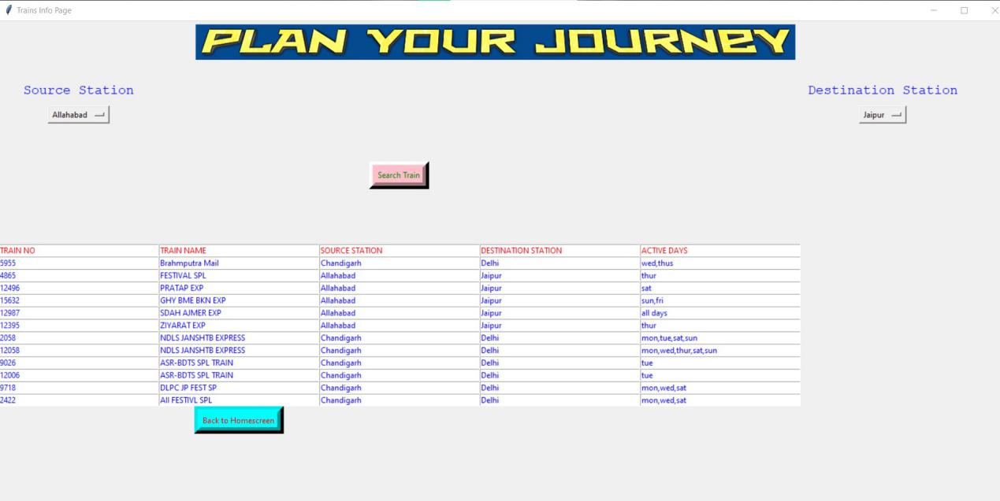 Trains Info Page
PLAN YOUR JOURNEY
Source Station
Destination Station
Allahabad
Jaipur
Search Train
TRAIN NO TRAIN NAME SOURCE STATION DESTINATION STATION ACTIVE DAYS
5955 Brahmputra Mail Chandigarh Delhi wed,thus
4865 FESTIVAL SPL Allahabad Jaipur thur
12496 PRATAP EXP Allahabad Jaipur sat
15632 GHY BME BKN EXP Allahabad Jaipur sun,fri
12987 SDAH AJMER EXP Allahabad Jaipur all days
12395 ZIYARAT EXP Allahabad Jaipur thur
2058 NDLS JANSHTB EXPRESS Chandigarh Delhi mon,tue,sat,sun
12058 NDLS JANSHTB EXPRESS Chandigarh Delhi mon,wed,thur,sat,sun
9026 ASR-BDTS SPL TRAIN Chandigarh Delhi tue
12006 ASR-BDTS SPL TRAIN Chandigarh Delhi tue
9718 DLPC JP FEST SP Chandigarh Delhi mon,wed,sat
2422 AII FESTIVL SPL Chandigarh Delhi mon,wed,sat
Back to Homescreen